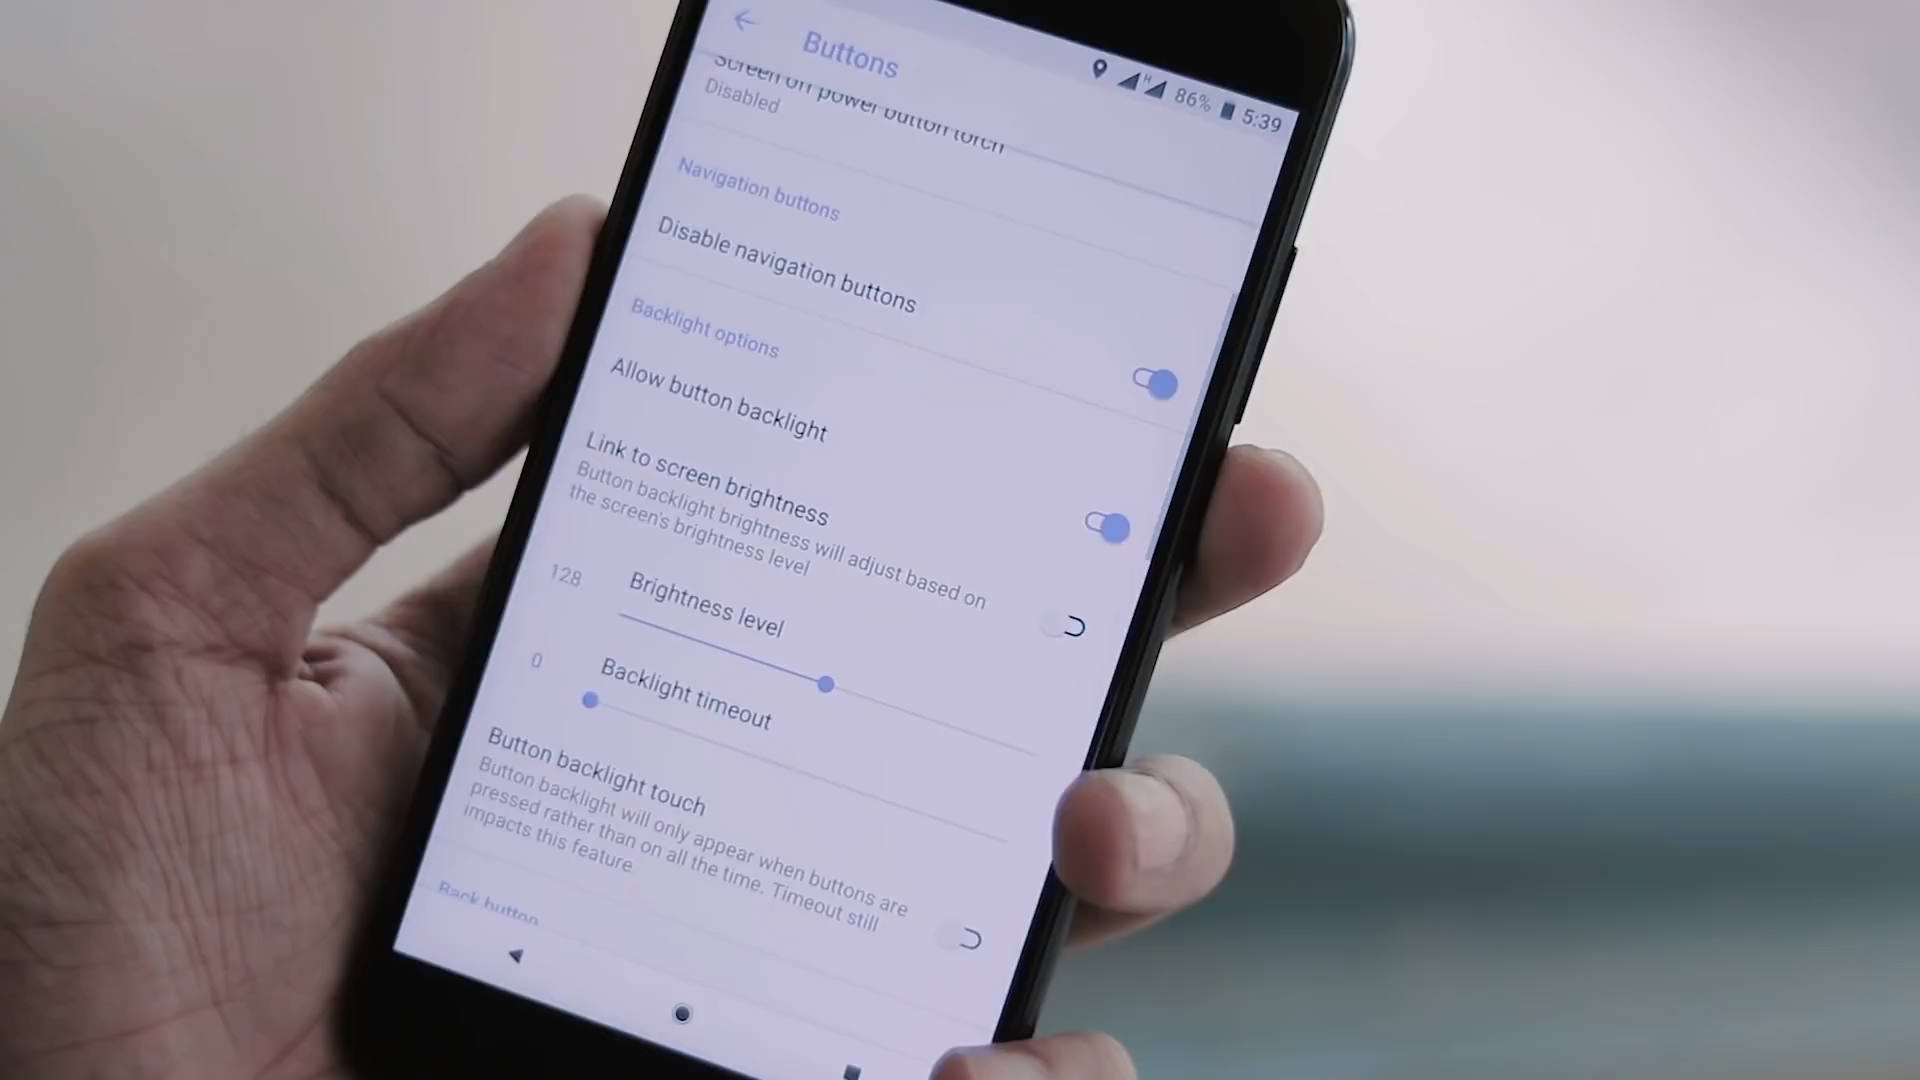 Buttons
H 86% 5:39
Screen off power button torch
Disabled
Navigation buttons
Disable navigation buttons
Backlight options
Allow button backlight
Link to screen brightness
Button backlight brightness will adjust based on
the screen's brightness level
128 Brightness level
0 Backlight timeout
Button backlight touch
Button backlight will only appear when buttons are
pressed rather than on all the time. Timeout still
impacts this feature.
Back button